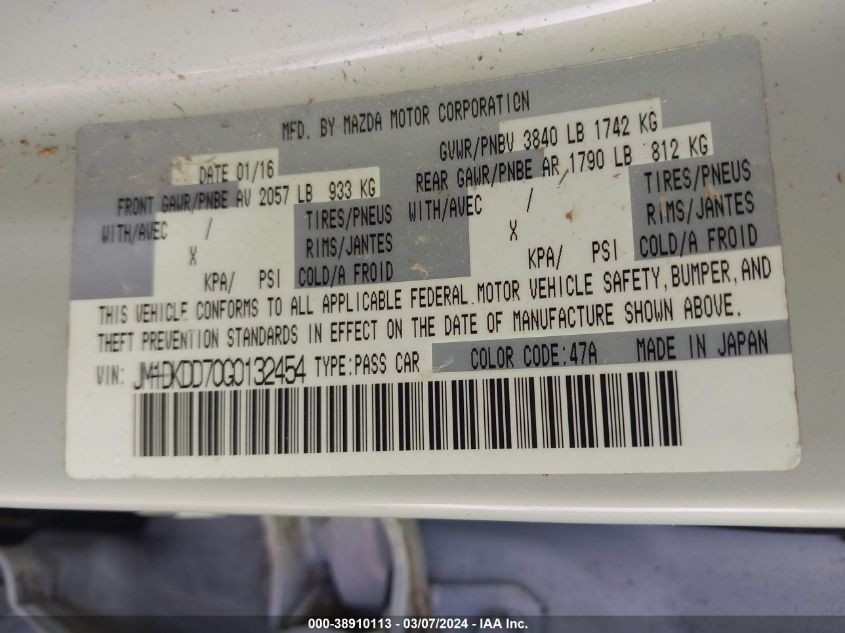 MFD. BY MAZDA MOTOR CORPORATION
DATE 01/16 GVWR/PNBV 3840 LB 1742 KG
FRONT GAWR/PNBE AV 2057 LB 933 KG REAR GAWR/PNBE AR 1790 LB 812 KG
WITH/AVEC / TIRES/PNEUS WITH/AVEC / TIRES/PNEUS
X RIMS/JANTES X RIMS/JANTES
KPA/ PSI COLD/A FROID KPA/ PSI COLD/A FROID
THIS VEHICLE CONFORMS TO ALL APPLICABLE FEDERAL MOTOR VEHICLE SAFETY, BUMPER, AND
THEFT PREVENTION STANDARDS IN EFFECT ON THE DATE OF MANUFACTURE SHOWN ABOVE.
VIN: JM1DKDD70G0132454 TYPE:PASS CAR COLOR CODE:47A MADE IN JAPAN
000-38910113 - 03/07/2024 - IAA Inc.